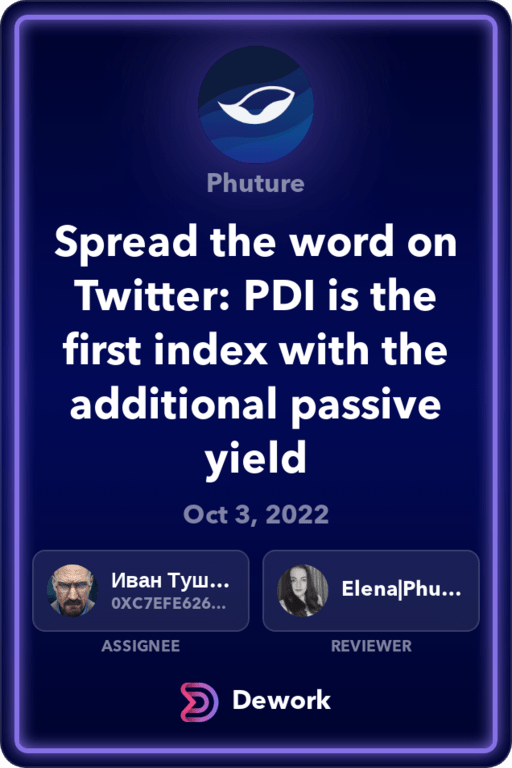 Phuture
Spread the word on
Twitter: PDI is the
first index with the
additional passive
yield
Oct 3, 2022
Иван Туш...
0XC7EFE626...
ASSIGNEE
Elena|Phu...
REVIEWER
Dework